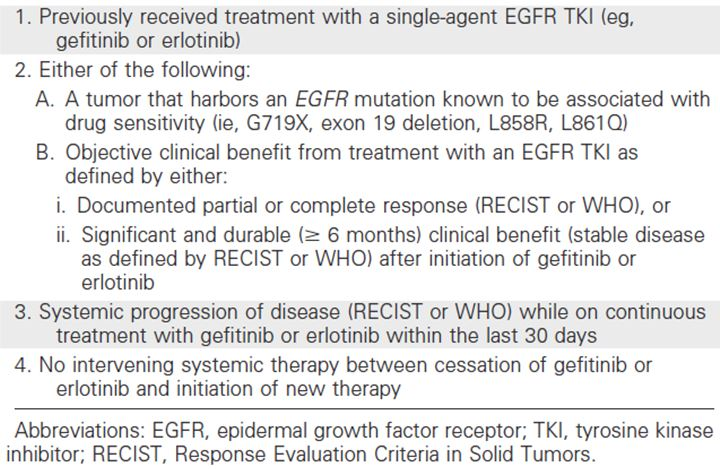 1. Previously received treatment with a single-agent EGFR TKI (eg,
gefitinib or erlotinib)
2. Either of the following:
A. A tumor that harbors an EGFR mutation known to be associated with
drug sensitivity (ie, G719X, exon 19 deletion, L858R, L861Q)
B. Objective clinical benefit from treatment with an EGFR TKI as
defined by either:
i. Documented partial or complete response (RECIST or WHO), or
ii. Significant and durable (≥ 6 months) clinical benefit (stable disease
as defined by RECIST or WHO) after initiation of gefitinib or
erlotinib
3. Systemic progression of disease (RECIST or WHO) while on continuous
treatment with gefitinib or erlotinib within the last 30 days
4. No intervening systemic therapy between cessation of gefitinib or
erlotinib and initiation of new therapy
Abbreviations: EGFR, epidermal growth factor receptor; TKI, tyrosine kinase
inhibitor; RECIST, Response Evaluation Criteria in Solid Tumors.